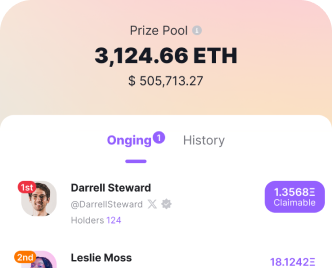 Prize Pool
3,124.66 ETH
$ 505,713.27
Onging 1 History
1st Darrell Steward 1.3568Ξ
@DarrellSteward Claimable
Holders 124
2nd Leslie Moss 18.1242Ξ